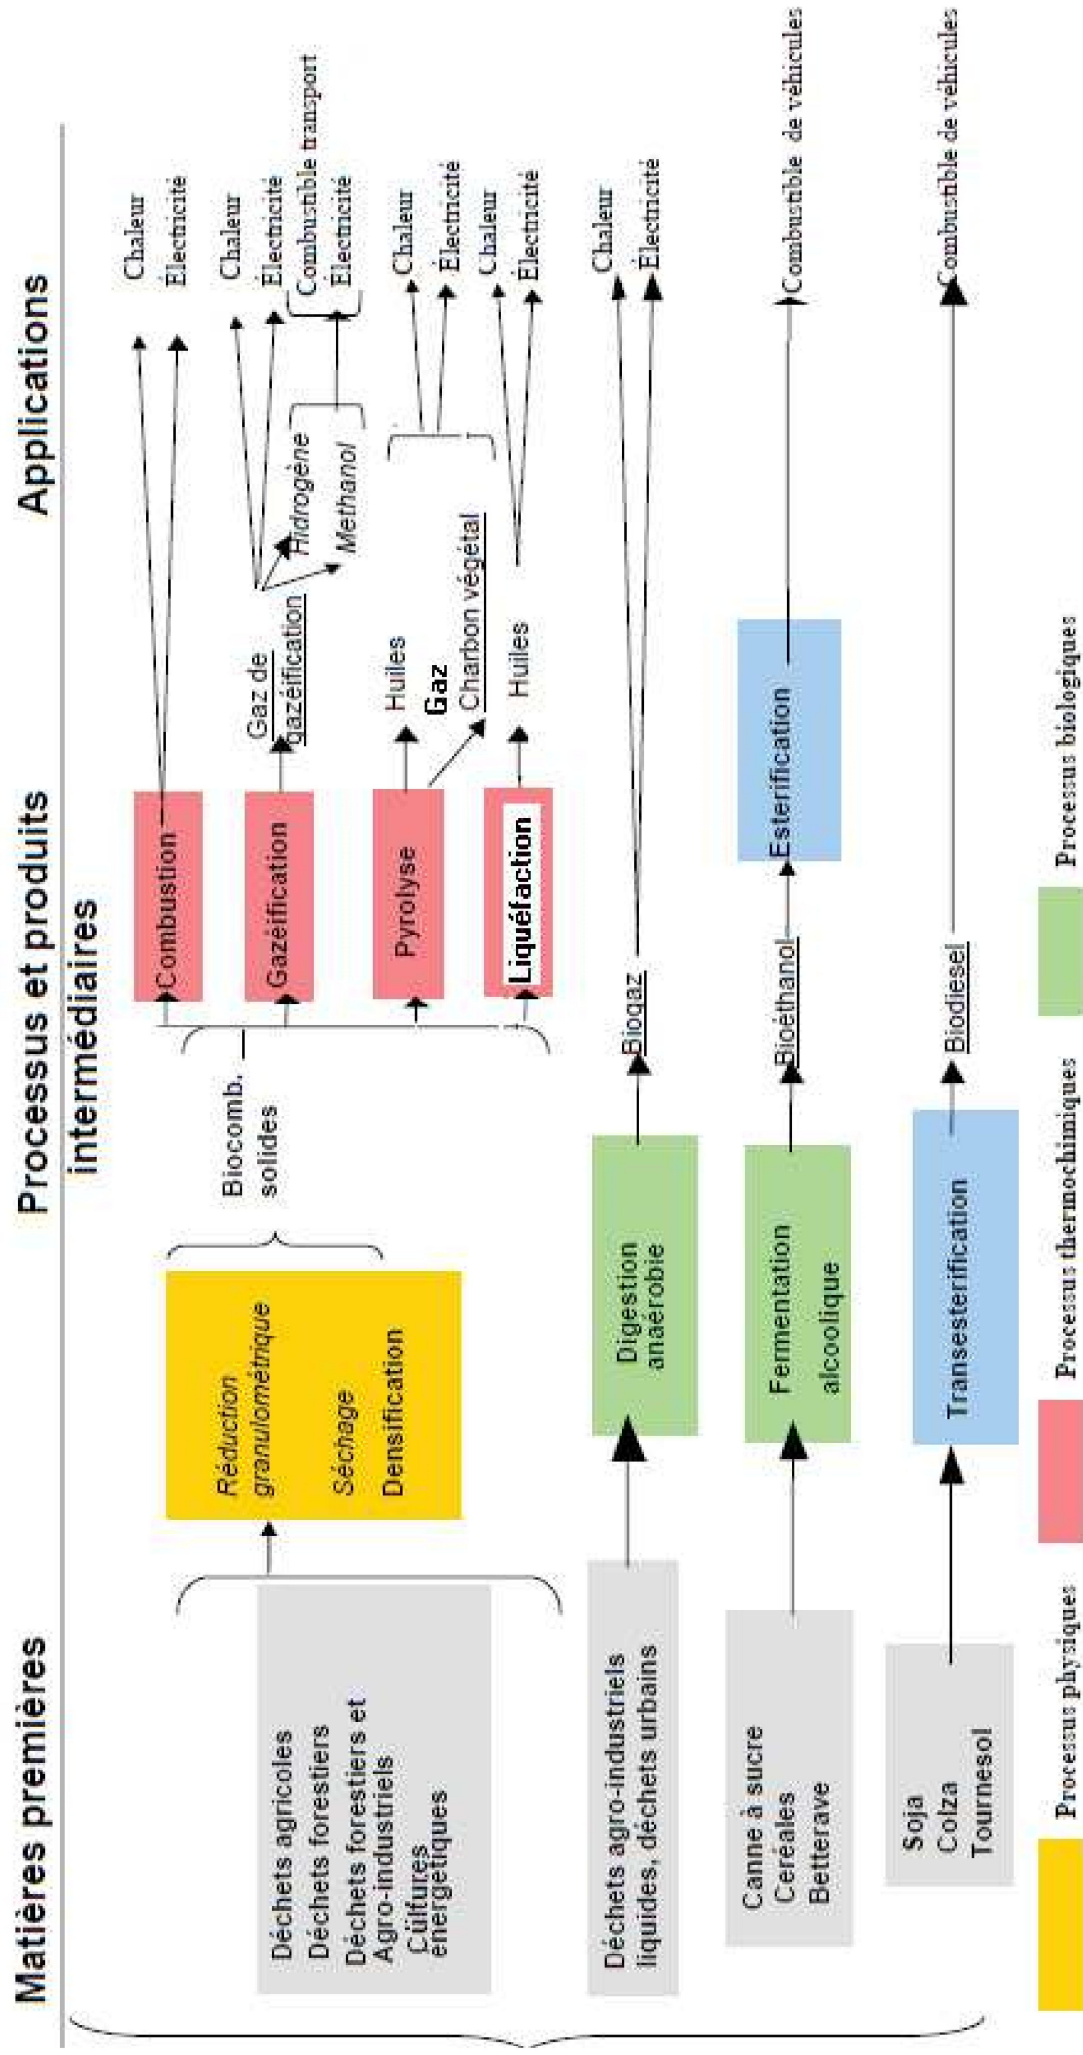 Matières premières
Processus et produits
intermédiaires
Applications
Déchets agricoles
Déchets forestiers
Déchets forestiers et
Agro-industriels
Cülfures
énergétiques
Réduction
granulométrique
Séchage
Densification
Biocomb.
solides
Combustion
Chaleur
Électricité
Gazéification
Gaz de
gazéification
Hidrogène
Methanol
Chaleur
Électricité
Combustible transport
Électricité
Pyrolyse
Huiles
Gaz
Charbon végétal
Chaleur
Électricité
Liquéfaction
Huiles
Chaleur
Électricité
Déchets agro-industriels
liquides, déchets urbains
Digestion
anaérobie
Biogaz
Chaleur
Électricité
Canne à sucre
Ceréales
Betterave
Fermentation
alcoolique
Bioéthanol
Esterification
Combustible de véhicules
Soja
Colza
Tournesol
Transesterification
Biodiesel
Combustible de véhicules
Processus physiques
Processus thermochimiques
Processus biologiques